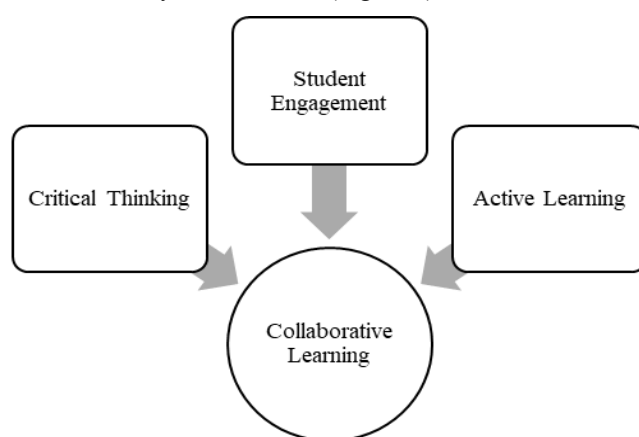 Student
Engagement
Critical Thinking
Active Learning
Collaborative
Learning